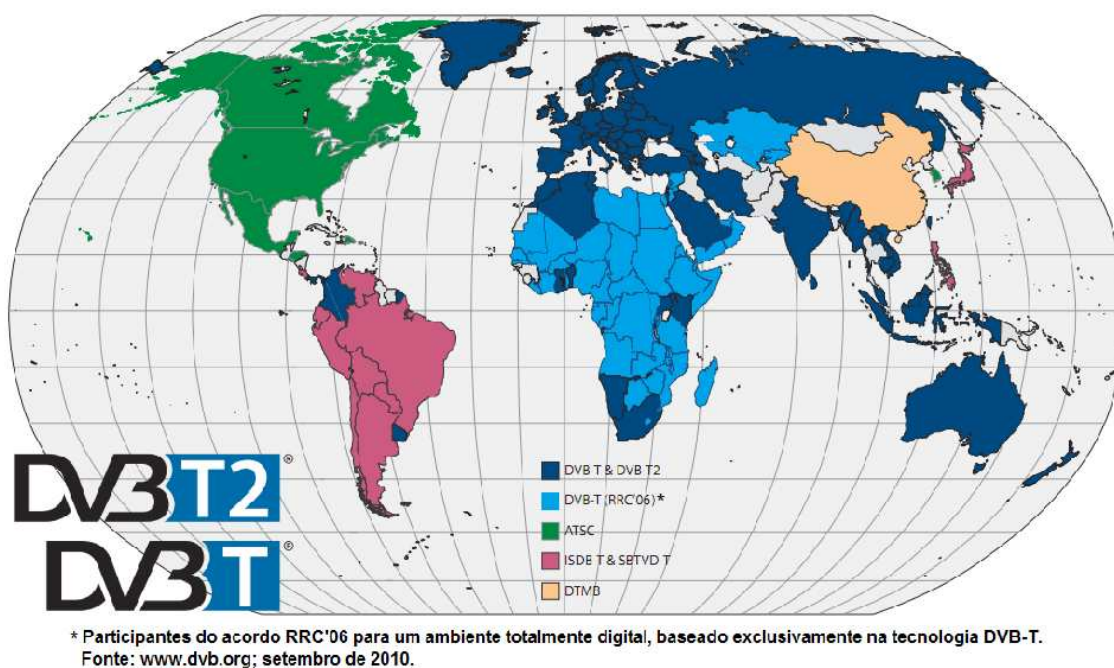 DVB T2®
DVB T®
DVB T & DVB T2
DVB-T (RRC'06)*
ATSC
ISDB T & SBTVD T
DTMB
* Participantes do acordo RRC'06 para um ambiente totalmente digital, baseado exclusivamente na tecnologia DVB-T.
Fonte: www.dvb.org; setembro de 2010.